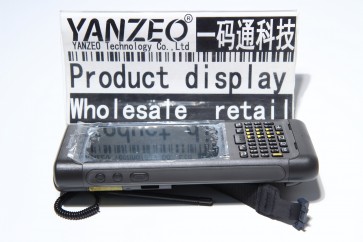 YANZEO® 一码通科技
YANZEO Technology Co.,Ltd
Product display
Wholesale retail